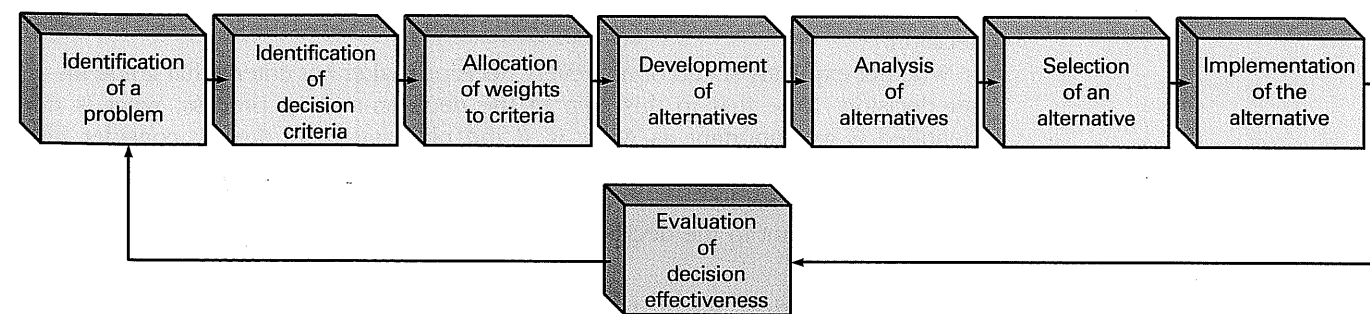 Identification
of a
problem
Identification
of
decision
criteria
Allocation
of weights
to criteria
Development
of
alternatives
Analysis
of
alternatives
Selection
of an
alternative
Implementation
of the
alternative
Evaluation
of
decision
effectiveness